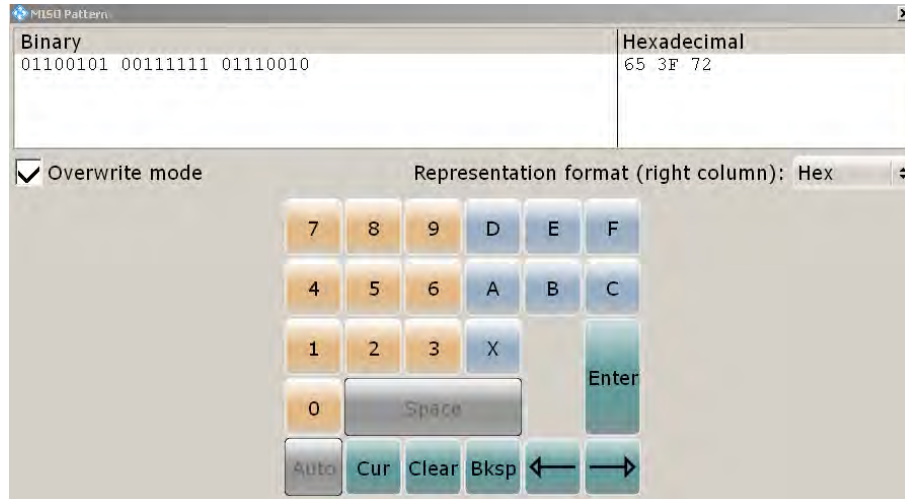 MISO Pattern
Binary Hexadecimal
01100101 00111111 01110010 65 3F 72
Overwrite mode Representation format (right column): Hex
7 8 9 D E F
4 5 6 A B C
1 2 3 X
Enter
0 Space
Auto Cur Clear Bksp ← →